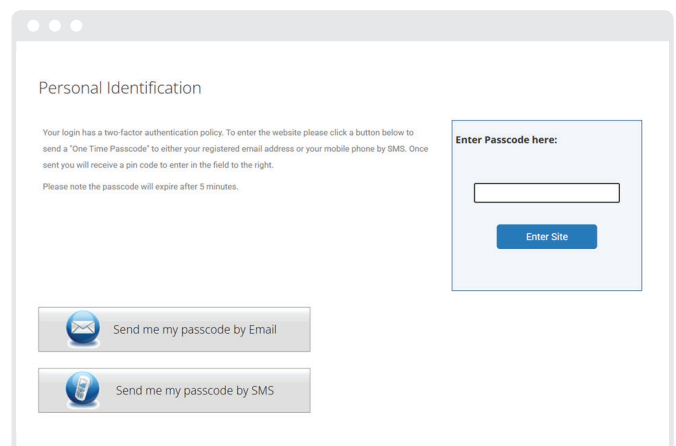 Personal Identification
Your login has a two-factor authentication policy. To enter the website please click a button below to
send a "One Time Passcode" to either your registered email address or your mobile phone by SMS. Once
sent you will receive a pin code to enter in the field to the right.
Please note the passcode will expire after 5 minutes.
Enter Passcode here:
Enter Site
Send me my passcode by Email
Send me my passcode by SMS